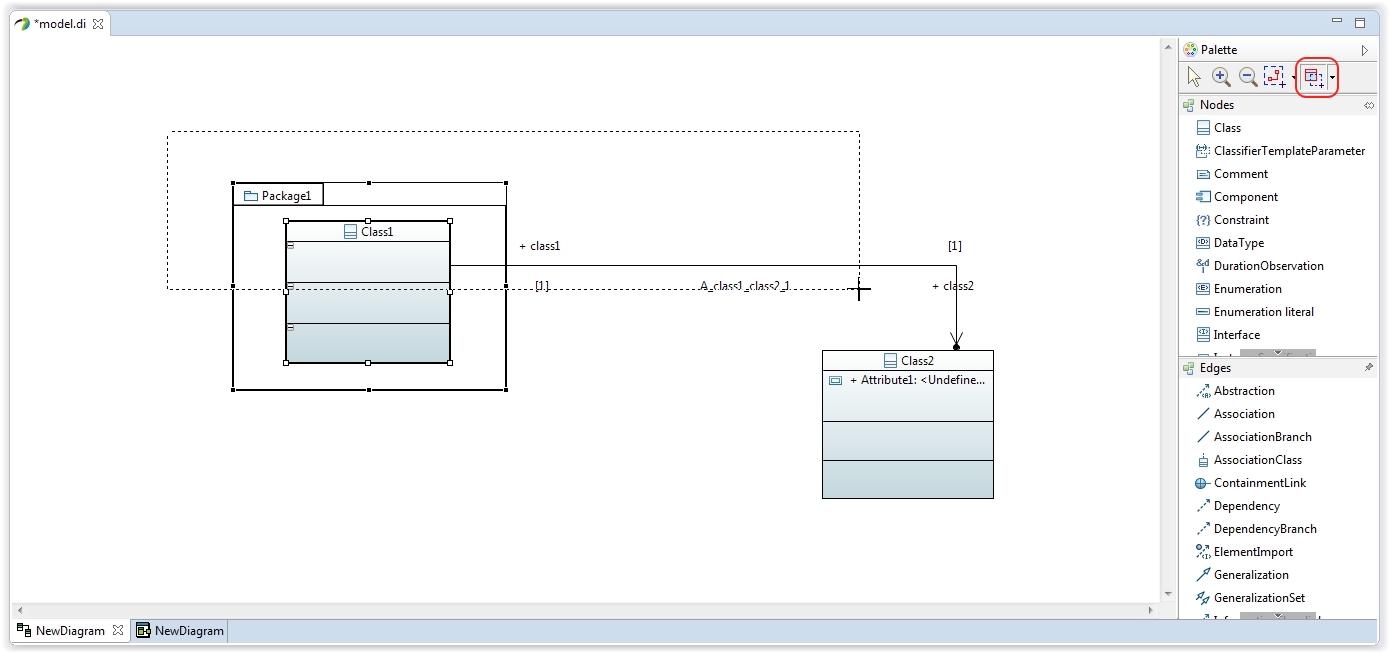 *model.di
Palette
Nodes
Class
ClassifierTemplateParameter
Comment
Component
Constraint
DataType
DurationObservation
Enumeration
Enumeration literal
Interface
Edges
Abstraction
Association
AssociationBranch
AssociationClass
ContainmentLink
Dependency
DependencyBranch
ElementImport
Generalization
GeneralizationSet
Package1
Class1
+ class1
[1]
[1]
A_class1_class2_1
+ class2
Class2
+ Attribute1: <Undefine...
NewDiagram
NewDiagram